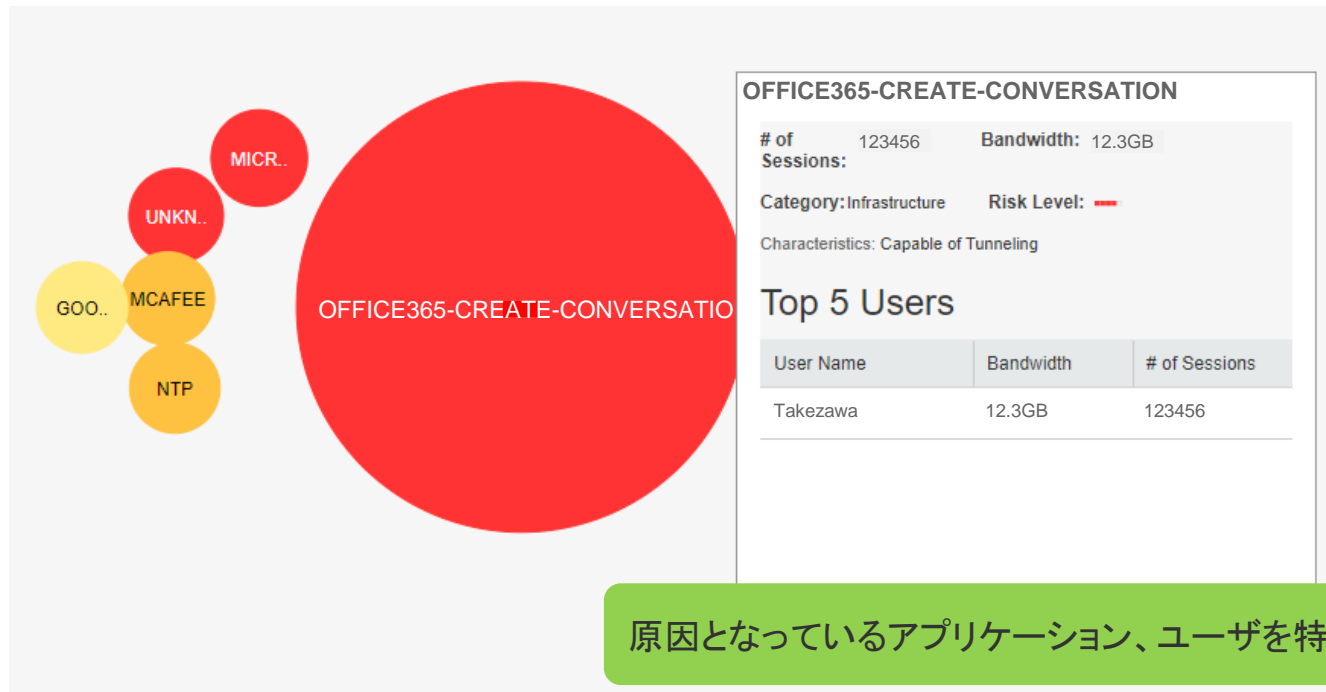 MICR..
UNKN..
GOO..
MCAFEE
NTP
OFFICE365-CREATE-CONVERSATIO
OFFICE365-CREATE-CONVERSATION
# of Sessions: 123456 Bandwidth: 12.3GB
Category: Infrastructure Risk Level:
Characteristics: Capable of Tunneling
Top 5 Users
User Name Bandwidth # of Sessions
Takezawa 12.3GB 123456
原因となっているアプリケーション、ユーザを特